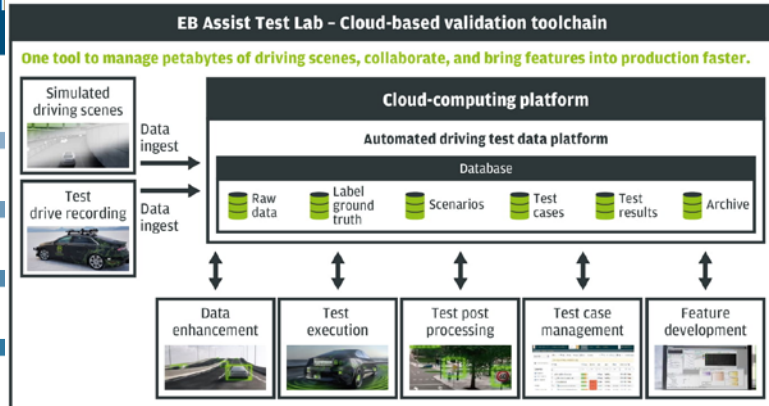 EB Assist Test Lab – Cloud-based validation toolchain
One tool to manage petabytes of driving scenes, collaborate, and bring features into production faster.
Simulated
driving scenes
Data
ingest
Test
drive recording
Data
ingest
Cloud-computing platform
Automated driving test data platform
Database
Raw
data
Label
ground
truth
Scenarios
Test
cases
Test
results
Archive
Data
enhancement
Test
execution
Test post
processing
Test case
management
Feature
development